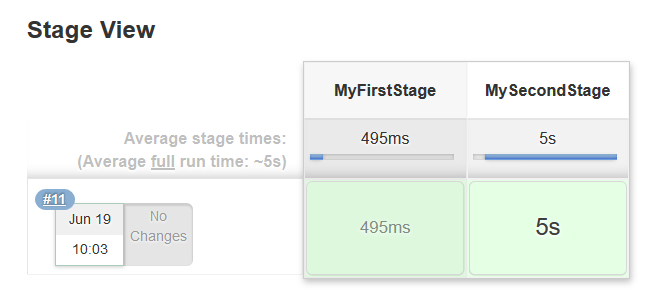 Stage View
MyFirstStage MySecondStage
Average stage times: 495ms 5s
(Average full run time: ~5s)
#11
Jun 19 No
Changes
10:03
495ms 5s